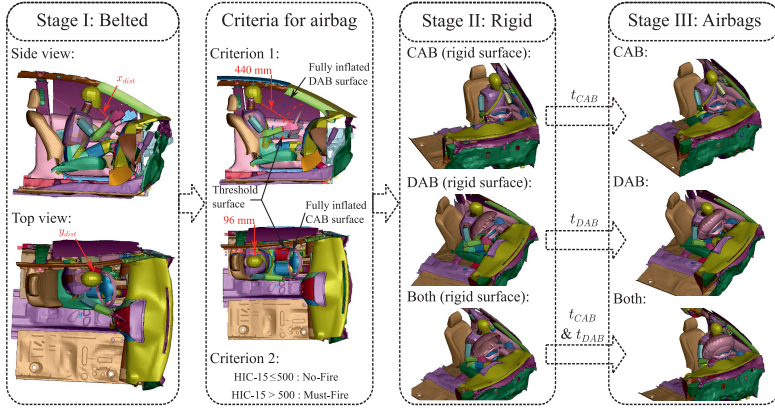 Stage I: Belted
Side view:
x_dist
Top view:
y_dist
Criteria for airbag
Criterion 1:
440 mm
Fully inflated
DAB surface
Threshold
surface
Fully inflated
CAB surface
96 mm
Criterion 2:
HIC-15 ≤500 : No-Fire
HIC-15 > 500 : Must-Fire
Stage II: Rigid
CAB (rigid surface):
DAB (rigid surface):
Both (rigid surface):
t_CAB
t_DAB
t_CAB
& t_DAB
Stage III: Airbags
CAB:
DAB:
Both: